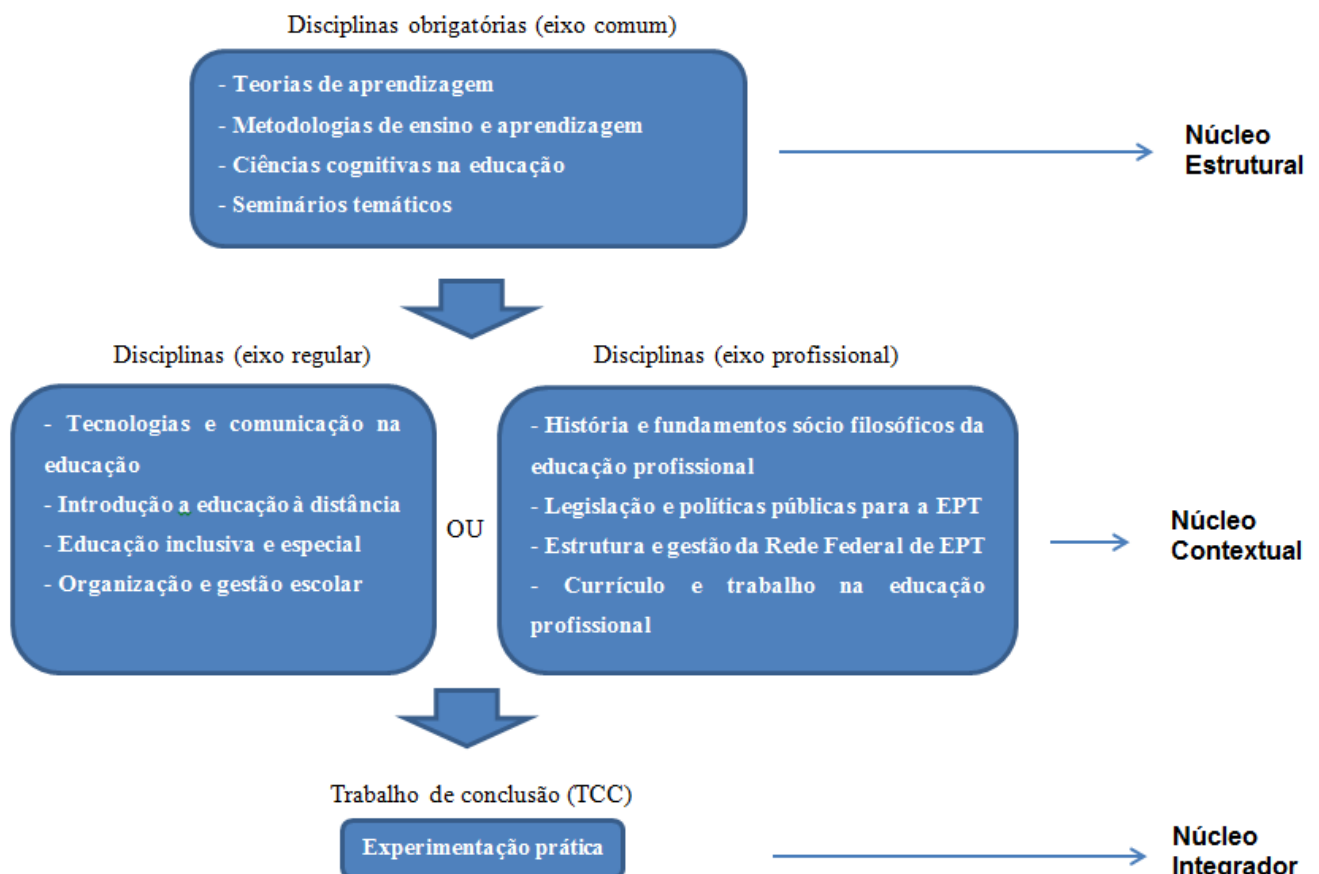 Disciplinas obrigatórias (eixo comum)
- Teorias de aprendizagem
- Metodologias de ensino e aprendizagem
- Ciências cognitivas na educação
- Seminários temáticos
Núcleo
Estrutural
Disciplinas (eixo regular)
- Tecnologias e comunicação na
educação
- Introdução a educação à distância
- Educação inclusiva e especial
- Organização e gestão escolar
OU
Disciplinas (eixo profissional)
- História e fundamentos sócio filosóficos da
educação profissional
- Legislação e políticas públicas para a EPT
- Estrutura e gestão da Rede Federal de EPT
- Currículo e trabalho na educação
profissional
Núcleo
Contextual
Trabalho de conclusão (TCC)
Experimentação prática
Núcleo
Integrador